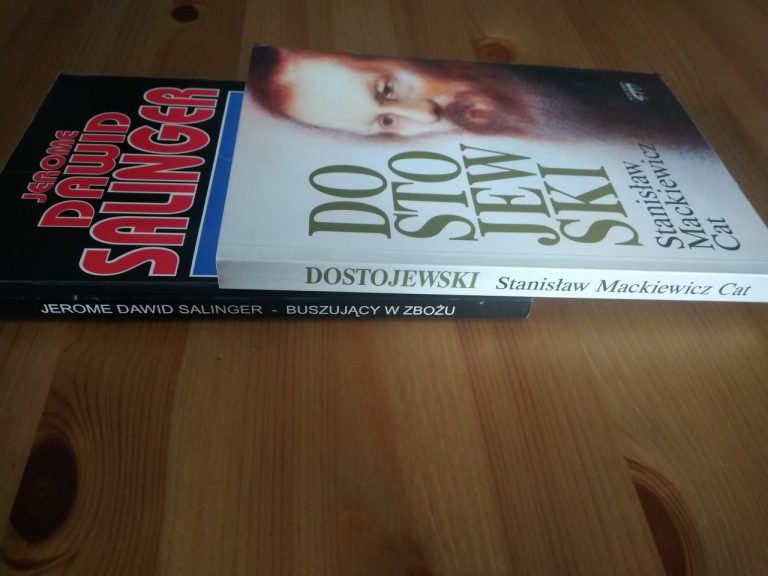 JEROME
DAWID
SALINGER
DO
STO
JEW
SKI
Stanisław
Mackiewicz
Cat
DOSTOJEWSKI Stanisław Mackiewicz Cat
JEROME DAWID SALINGER - BUSZUJĄCY W ZBOŻU